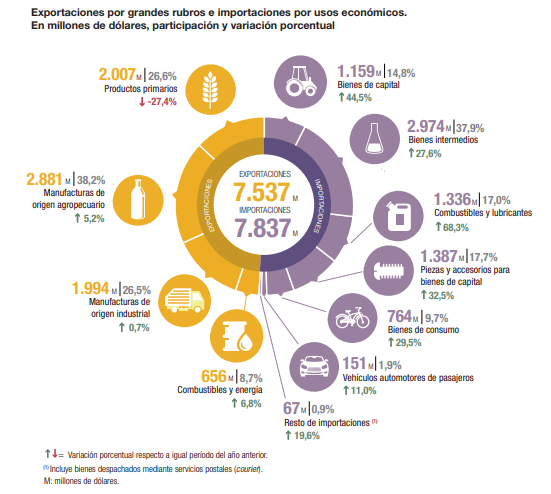 Exportaciones por grandes rubros e importaciones por usos económicos.
En millones de dólares, participación y variación porcentual
2.007 M | 26,6%
Productos primarios
↓ -27,4%
1.159 M | 14,8%
Bienes de capital
↑ 44,5%
2.974 M | 37,9%
Bienes intermedios
↑ 27,6%
2.881 M | 38,2%
Manufacturas de
origen agropecuario
↑ 5,2%
EXPORTACIONES
EXPORTACIONES
7.537 M
IMPORTACIONES
7.837 M
IMPORTACIONES
1.336 M | 17,0%
Combustibles y lubricantes
↑ 68,3%
1.387 M | 17,7%
Piezas y accesorios para
bienes de capital
↑ 32,5%
1.994 M | 26,5%
Manufacturas de
origen industrial
↑ 0,7%
764 M | 9,7%
Bienes de consumo
↑ 29,5%
656 M | 8,7%
Combustibles y energía
↑ 6,8%
151 M | 1,9%
Vehículos automotores de pasajeros
↑ 11,0%
67 M | 0,9%
Resto de importaciones (1)
↑ 19,6%
↑↓= Variación porcentual respecto a igual período del año anterior.
(1) Incluye bienes despachados mediante servicios postales (courier).
M: millones de dólares.